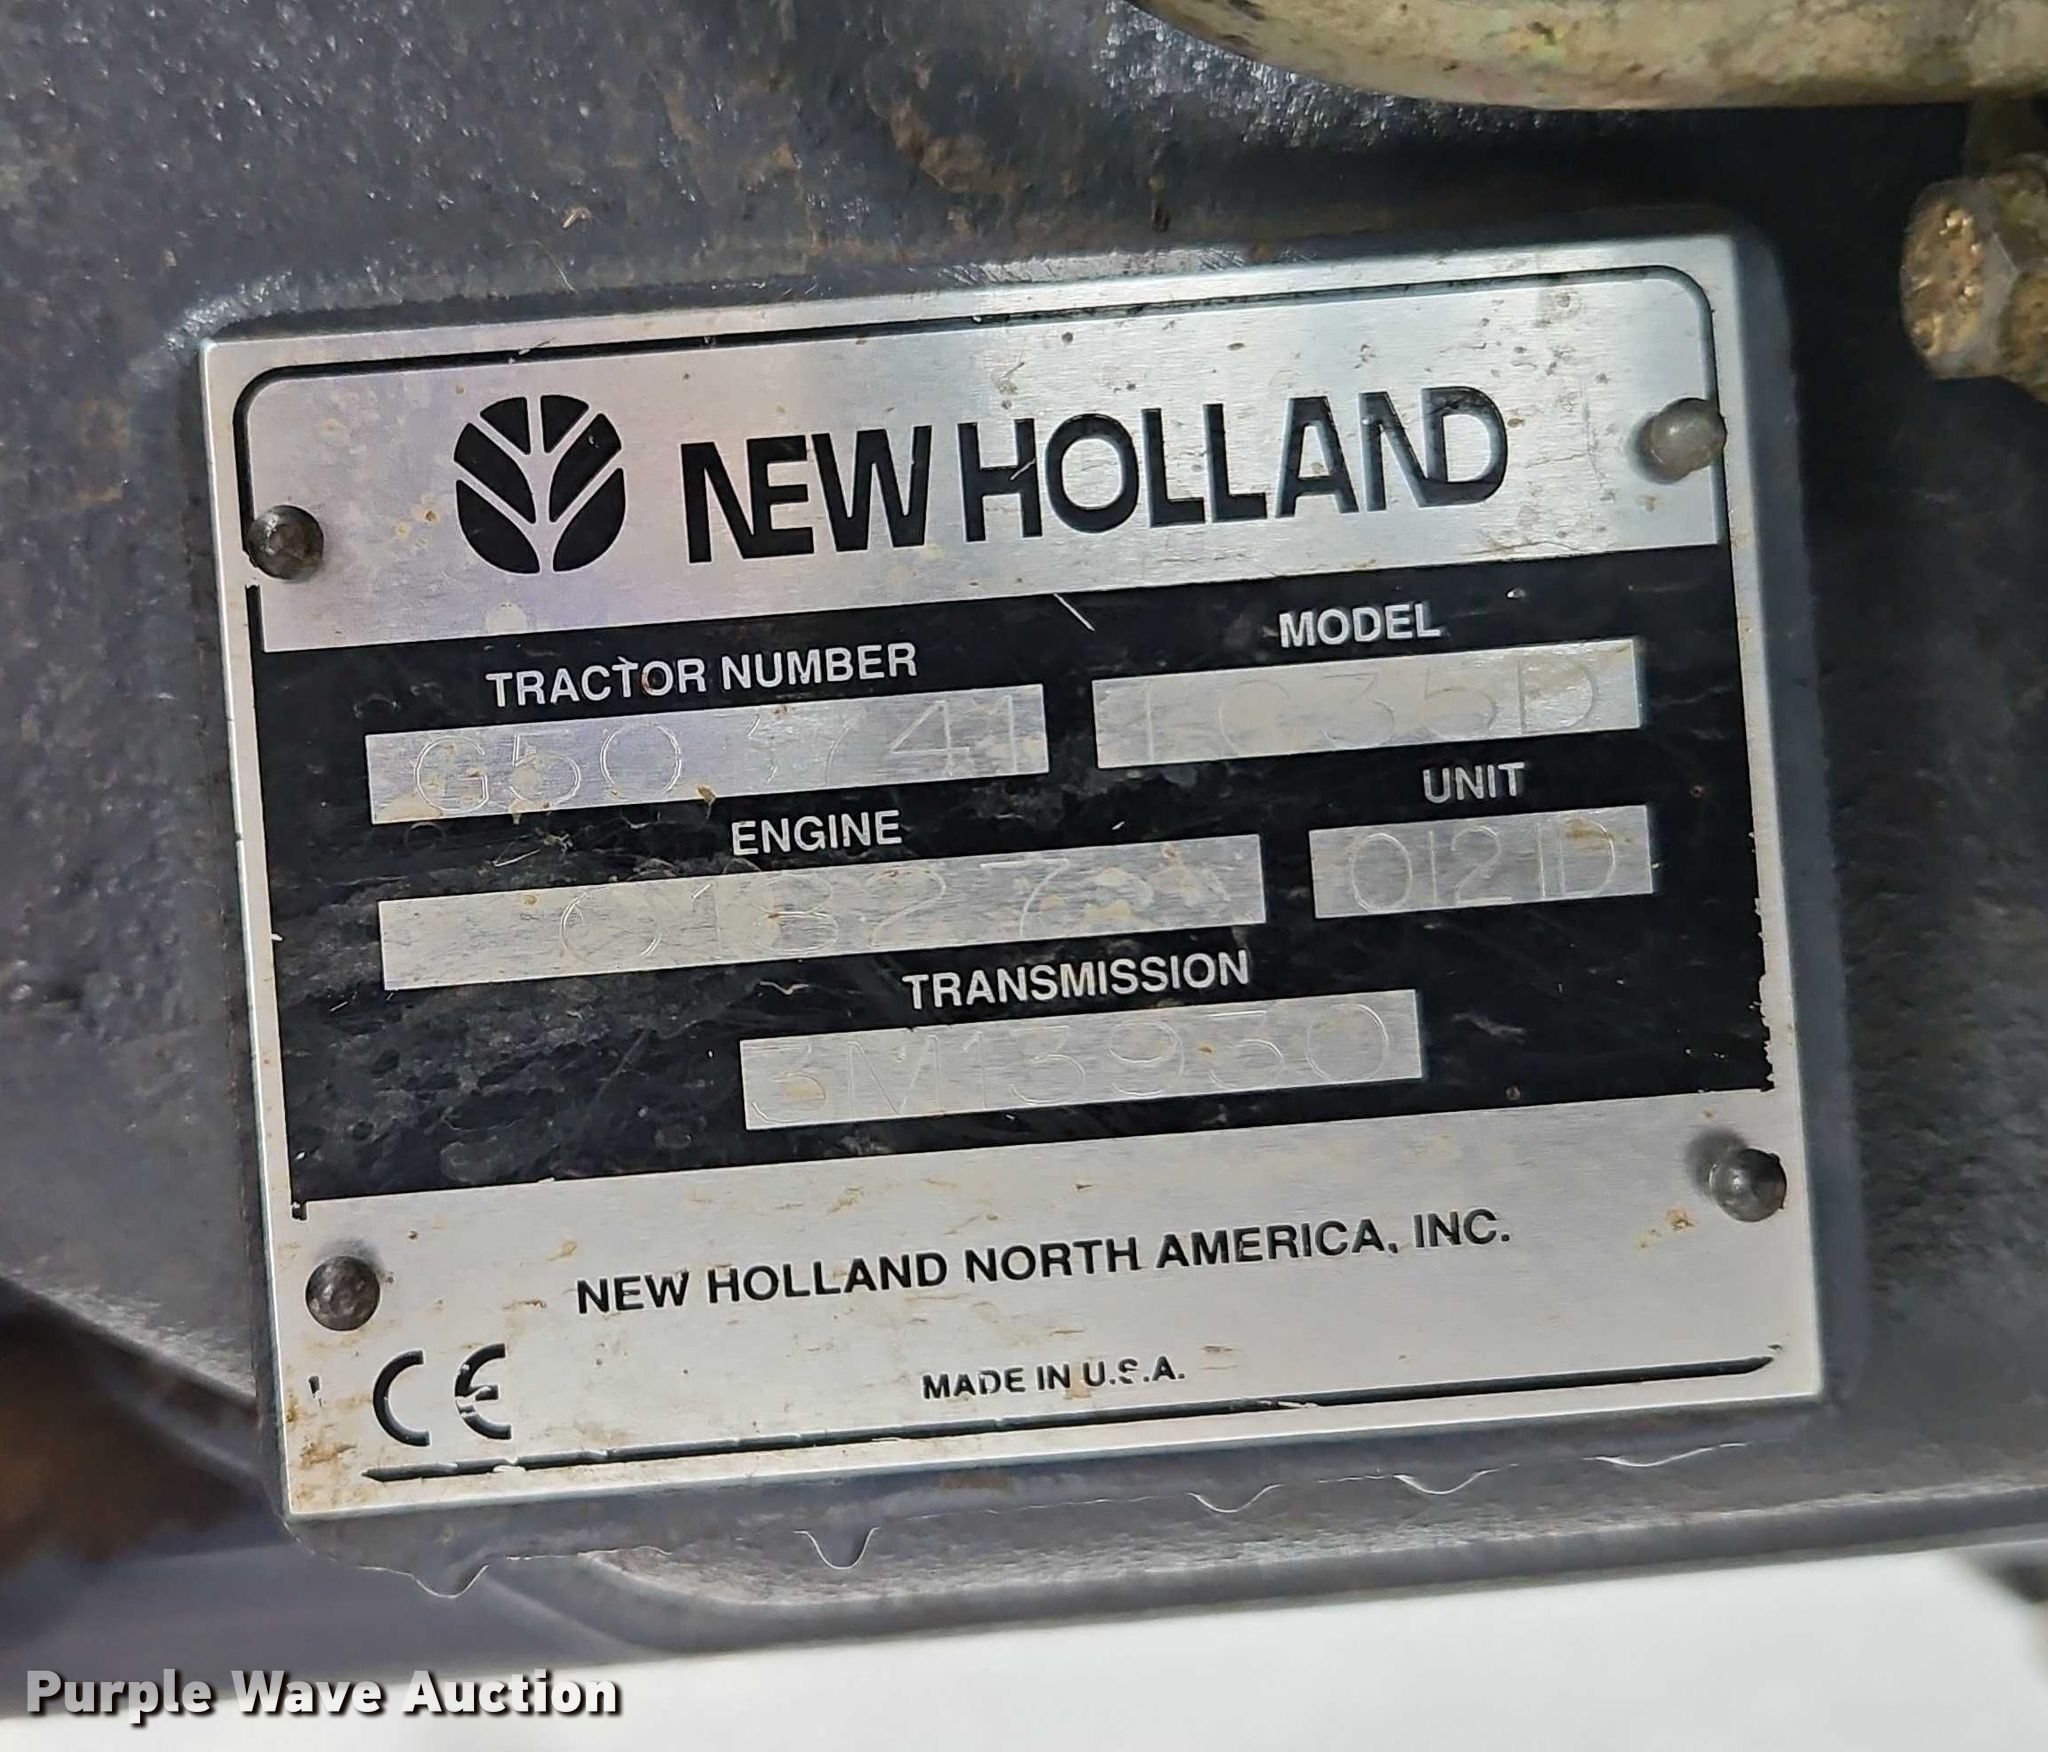 NEW HOLLAND
TRACTOR NUMBER MODEL
ENGINE UNIT
0121D
TRANSMISSION
3M13930
NEW HOLLAND NORTH AMERICA, INC.
CE
MADE IN U.S.A.
Purple Wave Auction